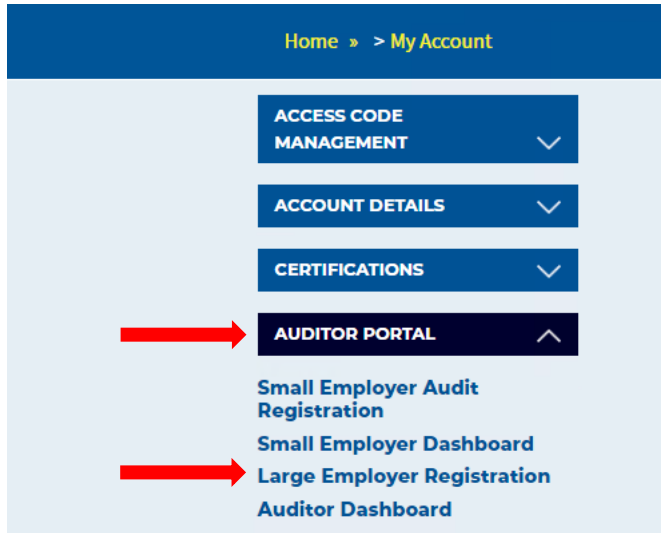 Home » > My Account
ACCESS CODE
MANAGEMENT
ACCOUNT DETAILS
CERTIFICATIONS
AUDITOR PORTAL
Small Employer Audit
Registration
Small Employer Dashboard
Large Employer Registration
Auditor Dashboard